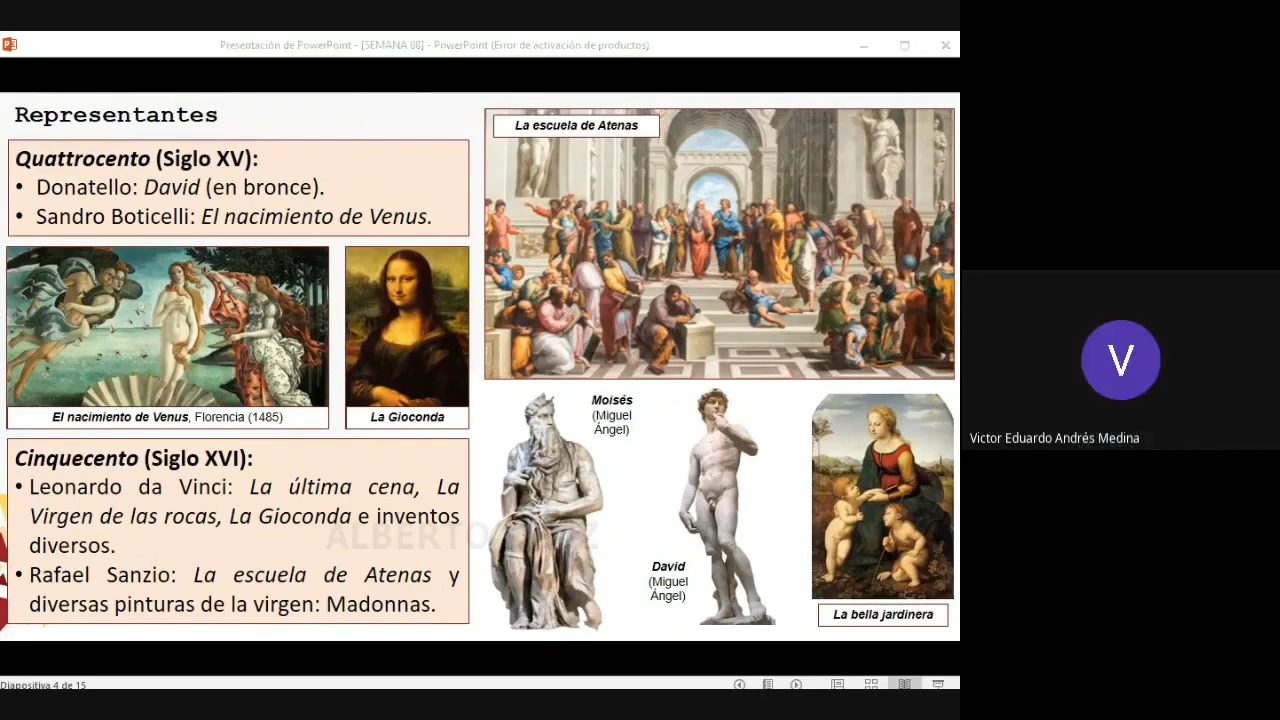 Presentación de PowerPoint - [SEMANA 08] - PowerPoint (Error de activación de productos)
Representantes
Quattrocento (Siglo XV):
• Donatello: David (en bronce).
• Sandro Boticelli: El nacimiento de Venus.
El nacimiento de Venus, Florencia (1485)
La Gioconda
Cinquecento (Siglo XVI):
• Leonardo da Vinci: La última cena, La
Virgen de las rocas, La Gioconda e inventos
diversos.
• Rafael Sanzio: La escuela de Atenas y
diversas pinturas de la virgen: Madonnas.
La escuela de Atenas
Moisés
(Miguel
Ángel)
David
(Miguel
Ángel)
La bella jardinera
ALBERTO
Diapositiva 4 de 15
V
Victor Eduardo Andrés Medina